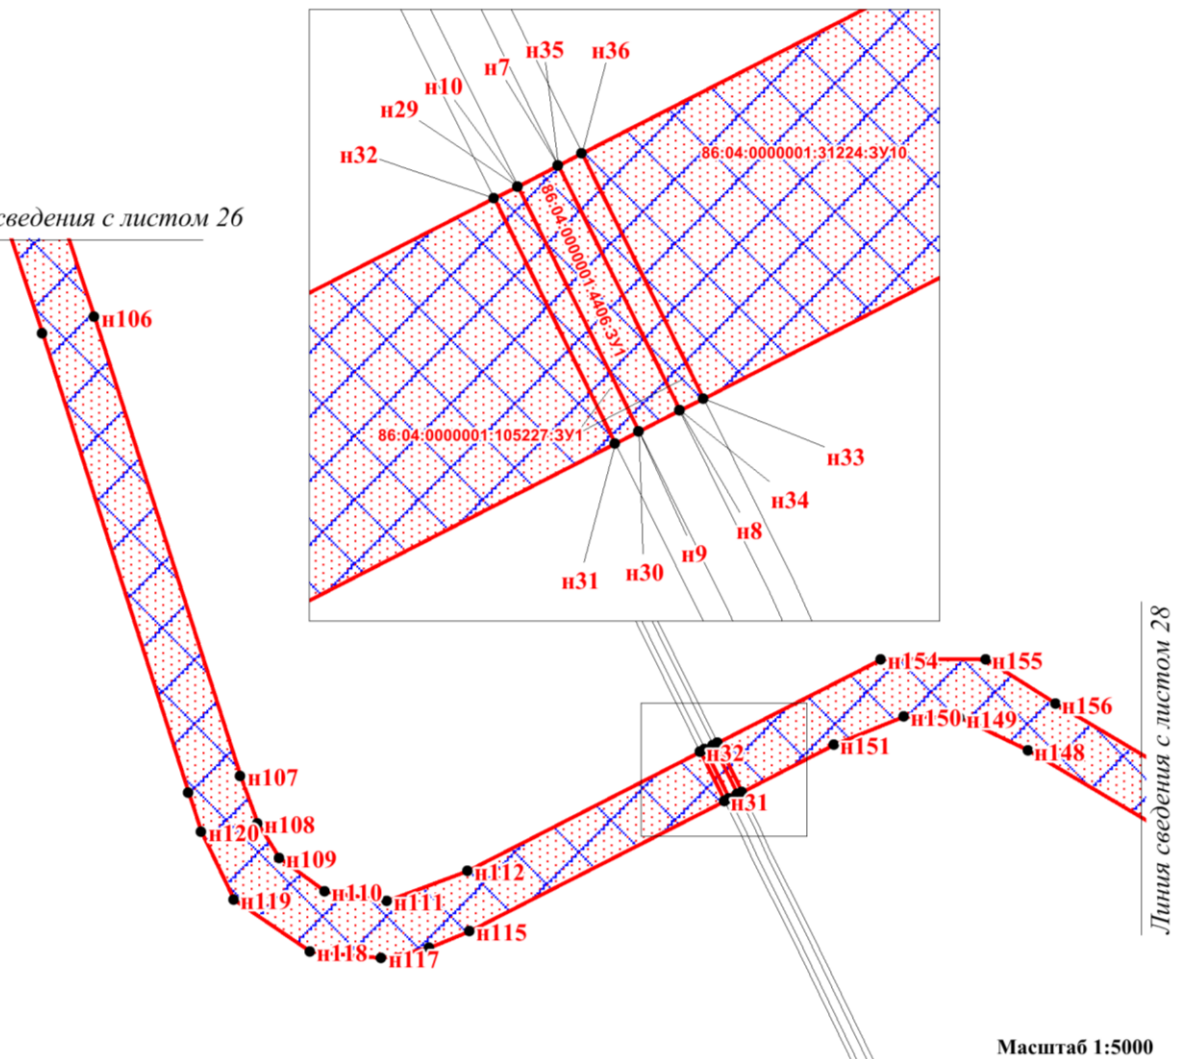 н35
н36
н7
н10
н29
н32
86:04:0000001:31224:ЗУ10
86:04:0000001:4406:ЗУ1
86:04:0000001:105227:ЗУ1
н33
н34
н8
н9
н30
н31
сведения с листом 26
н106
н107
н108
н120
н109
н110
н119
н111
н112
н115
н118
н117
н32
н31
н154
н155
н156
н150
н149
н151
н148
Линия сведения с листом 28
Масштаб 1:5000